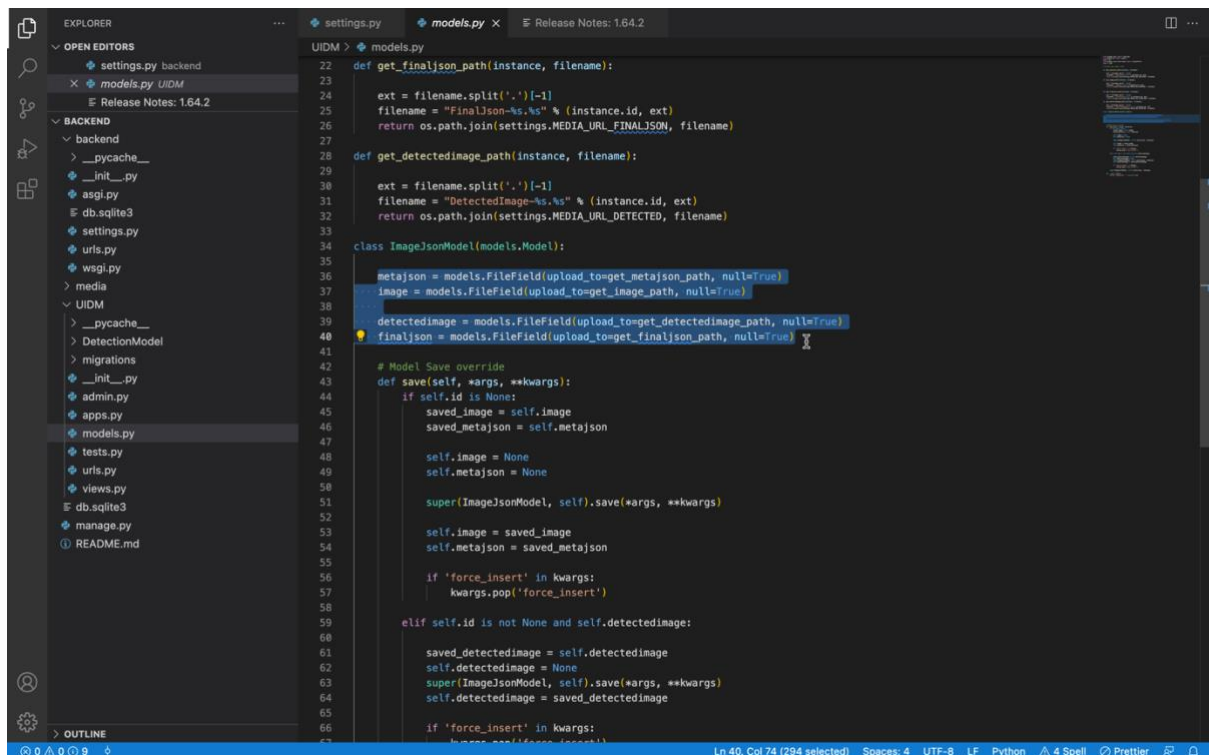 EXPLORER
OPEN EDITORS
settings.py backend
models.py UIDM
Release Notes: 1.64.2
BACKEND
backend
__pycache__
__init__.py
asgi.py
db.sqlite3
settings.py
urls.py
wsgi.py
media
UIDM
__pycache__
DetectionModel
migrations
__init__.py
admin.py
apps.py
models.py
tests.py
urls.py
views.py
db.sqlite3
manage.py
README.md
OUTLINE
settings.py models.py Release Notes: 1.64.2
UIDM > models.py
22 def get_finaljson_path(instance, filename):
23
24 ext = filename.split('.')[-1]
25 filename = "FinalJson-%s.%s" % (instance.id, ext)
26 return os.path.join(settings.MEDIA_URL_FINALJSON, filename)
27
28 def get_detectedimage_path(instance, filename):
29
30 ext = filename.split('.')[-1]
31 filename = "DetectedImage-%s.%s" % (instance.id, ext)
32 return os.path.join(settings.MEDIA_URL_DETECTED, filename)
33
34 class ImageJsonModel(models.Model):
35
36 metajson = models.FileField(upload_to=get_metajson_path, null=True)
37 image = models.FileField(upload_to=get_image_path, null=True)
38
39 detectedimage = models.FileField(upload_to=get_detectedimage_path, null=True)
40 finaljson = models.FileField(upload_to=get_finaljson_path, null=True)
41
42 # Model Save override
43 def save(self, *args, **kwargs):
44 if self.id is None:
45 saved_image = self.image
46 saved_metajson = self.metajson
47
48 self.image = None
49 self.metajson = None
50
51 super(ImageJsonModel, self).save(*args, **kwargs)
52
53 self.image = saved_image
54 self.metajson = saved_metajson
55
56 if 'force_insert' in kwargs:
57 kwargs.pop('force_insert')
58
59 elif self.id is not None and self.detectedimage:
60
61 saved_detectedimage = self.detectedimage
62 self.detectedimage = None
63 super(ImageJsonModel, self).save(*args, **kwargs)
64 self.detectedimage = saved_detectedimage
65
66 if 'force_insert' in kwargs:
0 0 9 Ln 40, Col 74 (294 selected) Spaces: 4 UTF-8 LF Python 4 Spell Prettier